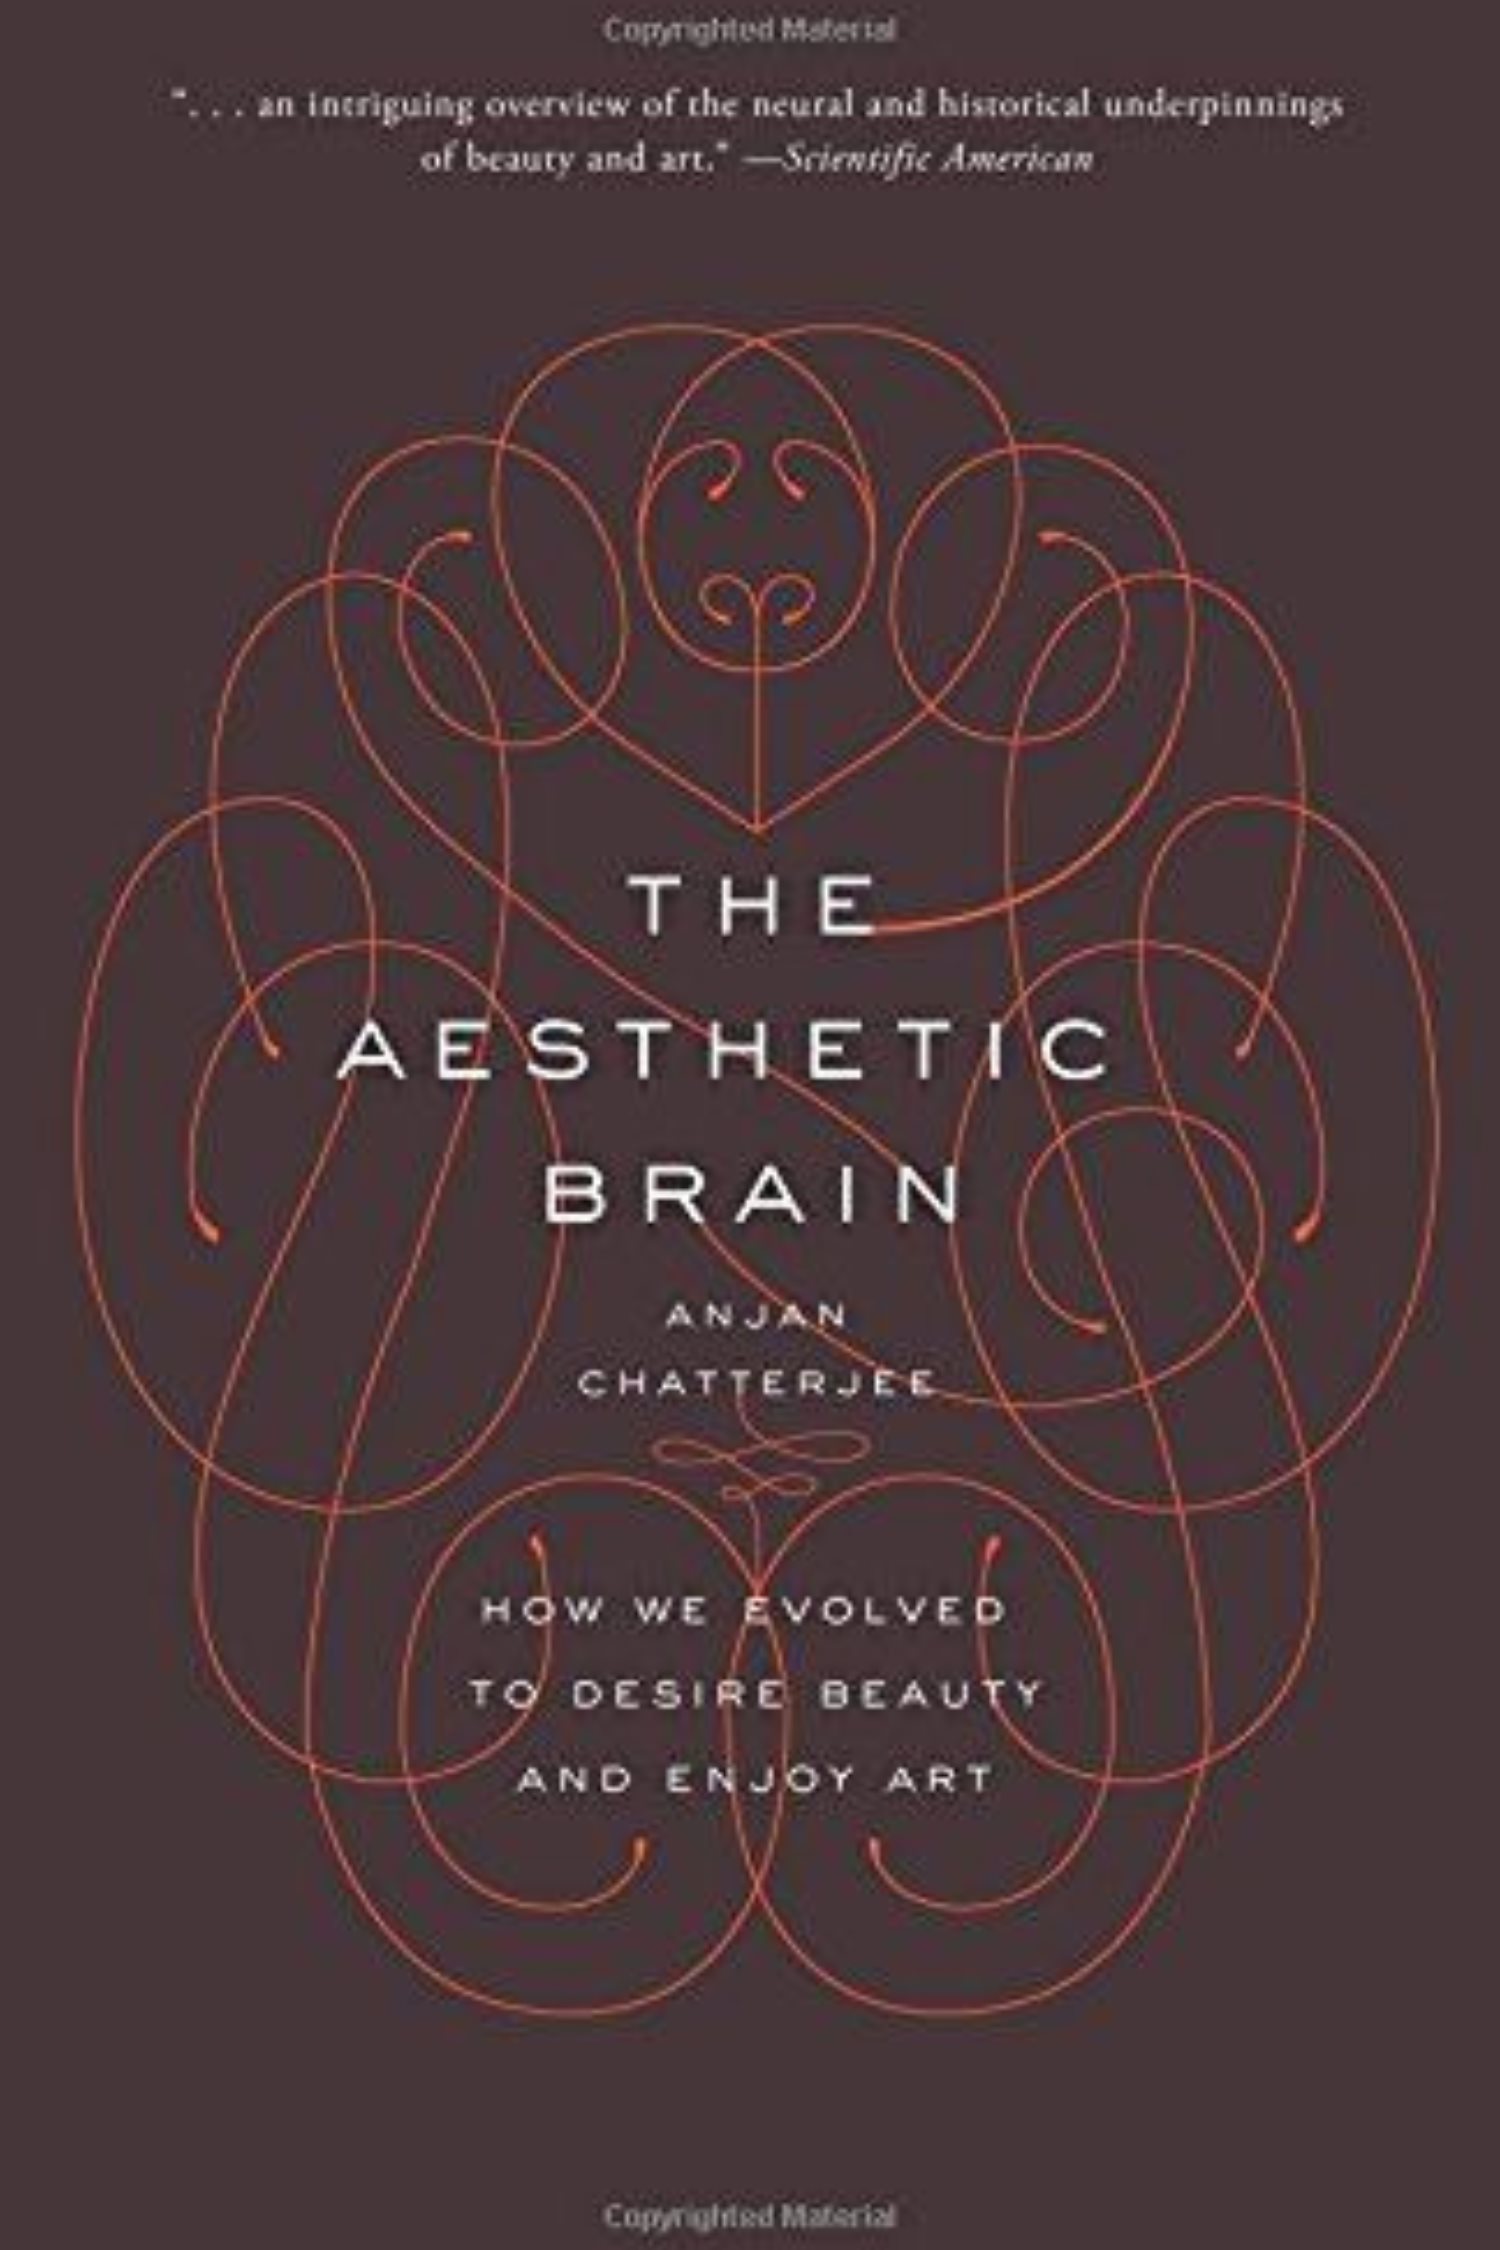 Copyrighted Material
". . . an intriguing overview of the neural and historical underpinnings
of beauty and art." —Scientific American
THE
AESTHETIC
BRAIN
ANJAN
CHATTERJEE
HOW WE EVOLVED
TO DESIRE BEAUTY
AND ENJOY ART
Copyrighted Material